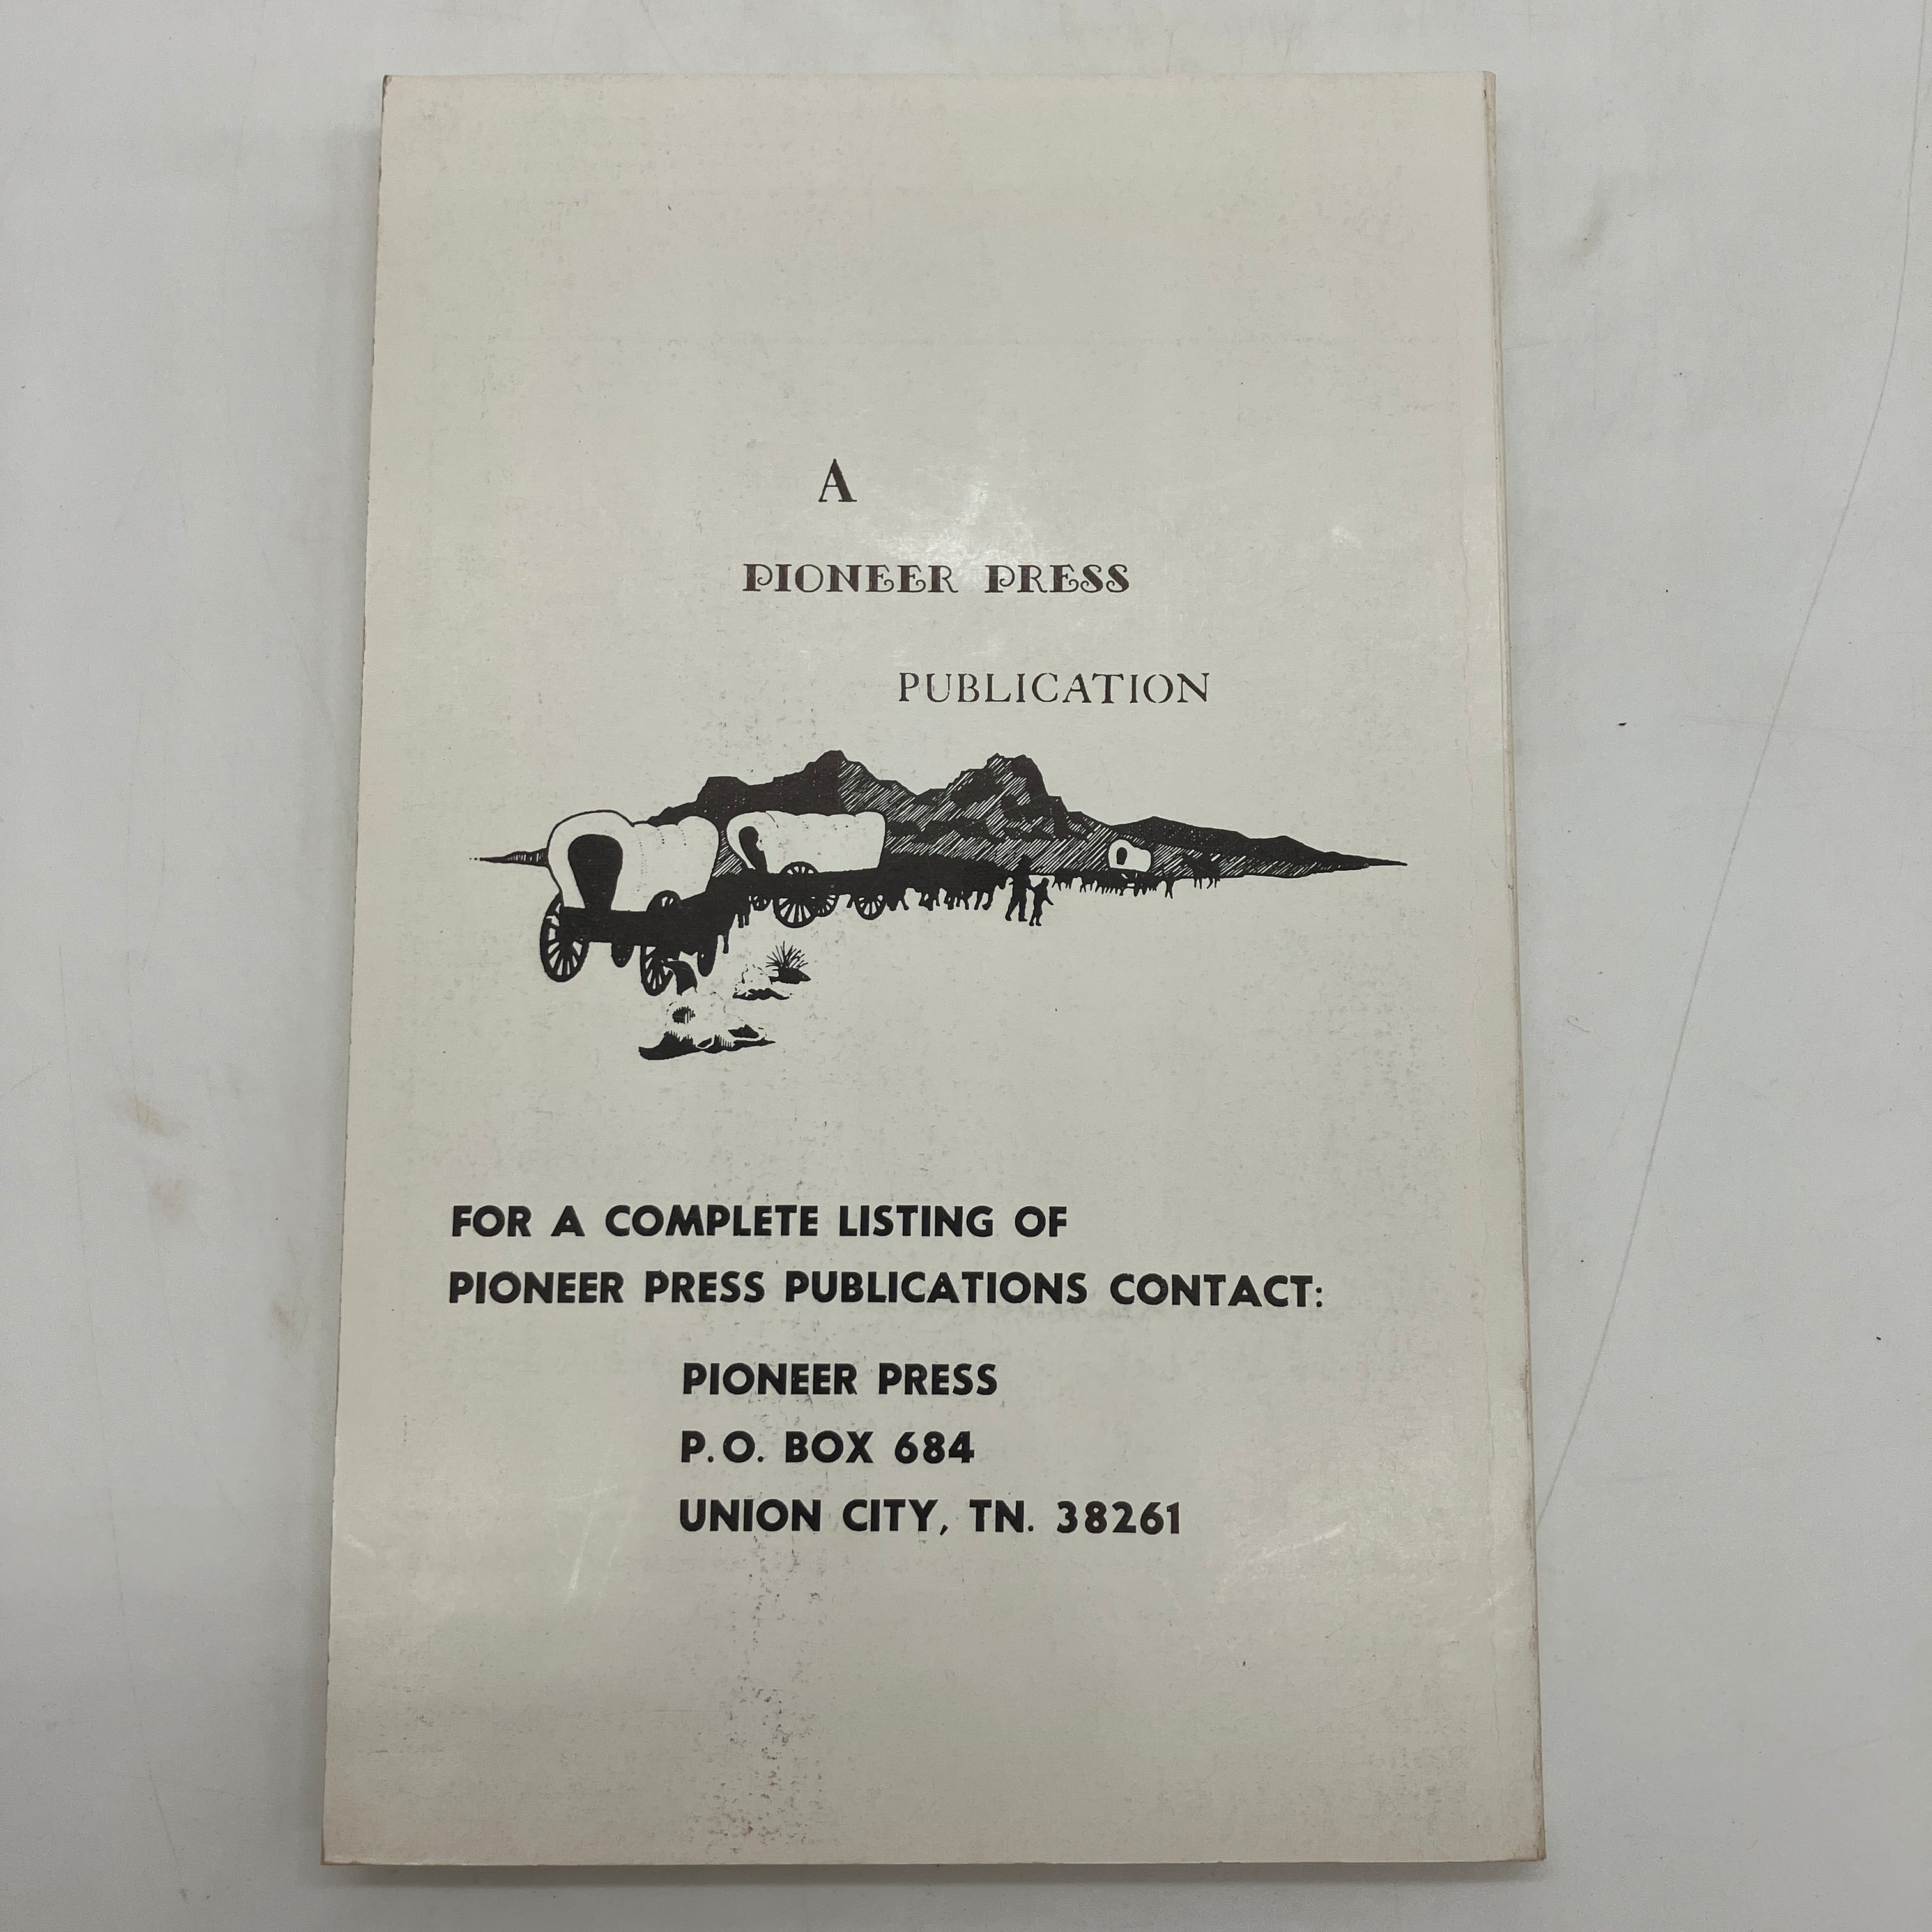 A
PIONEER PRESS
PUBLICATION
FOR A COMPLETE LISTING OF
PIONEER PRESS PUBLICATIONS CONTACT:
PIONEER PRESS
P.O. BOX 684
UNION CITY, TN. 38261